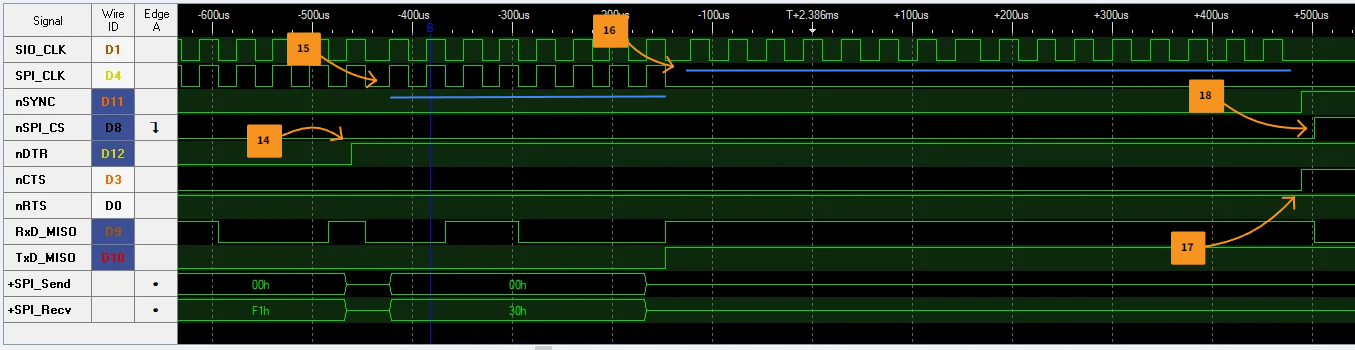 Signal Wire ID Edge A -600us -500us -400us -300us -200us -100us T+2.386ms +100us +200us +300us +400us +500us
B
SIO_CLK D1
SPI_CLK D4
nSYNC D11
nSPI_CS D8
nDTR D12
nCTS D3
nRTS D0
RxD_MISO D9
TxD_MISO D10
+SPI_Send 00h 00h
+SPI_Recv F1h 30h
15
16
14
18
17